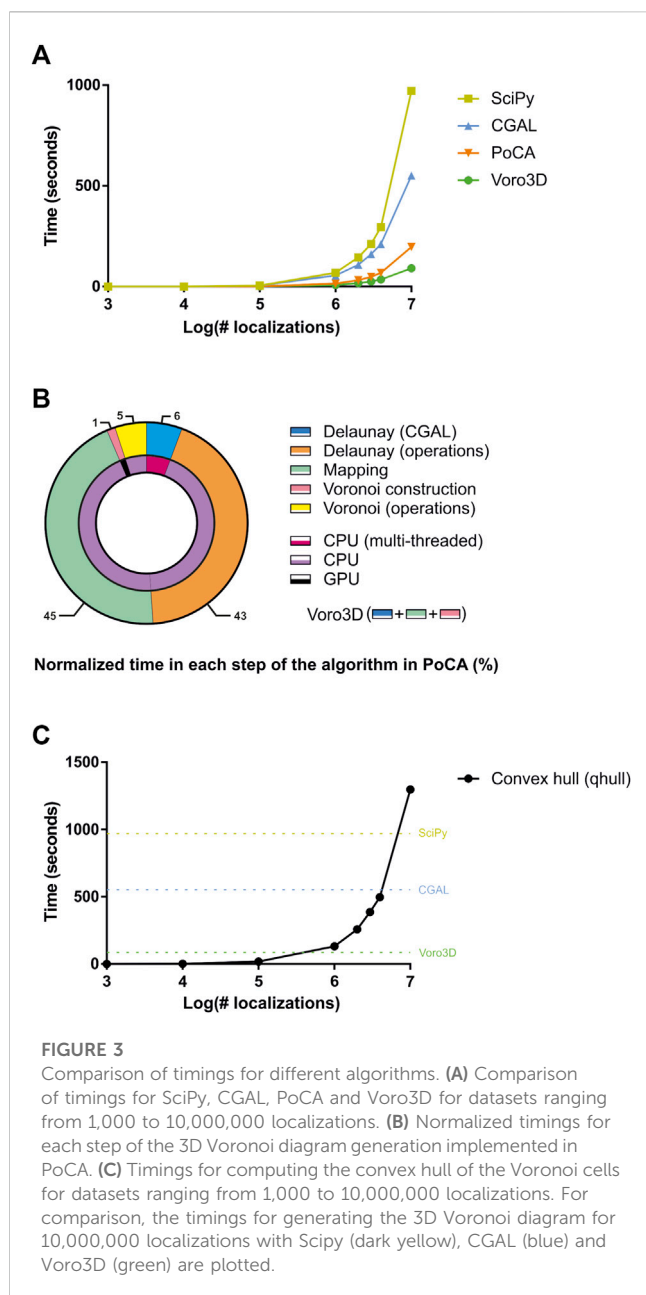 A
1000
500
0
Time (seconds)
3 4 5 6 7
Log(# localizations)
SciPy
CGAL
PoCA
Voro3D
B
1 5 6
45 43
Delaunay (CGAL)
Delaunay (operations)
Mapping
Voronoi construction
Voronoi (operations)
CPU (multi-threaded)
CPU
GPU
Voro3D ( + + )
Normalized time in each step of the algorithm in PoCA (%)
C
1500
1000
500
0
Time (seconds)
3 4 5 6 7
Log(# localizations)
SciPy
CGAL
Voro3D
Convex hull (qhull)
FIGURE 3
Comparison of timings for different algorithms. (A) Comparison
of timings for SciPy, CGAL, PoCA and Voro3D for datasets ranging
from 1,000 to 10,000,000 localizations. (B) Normalized timings for
each step of the 3D Voronoi diagram generation implemented in
PoCA. (C) Timings for computing the convex hull of the Voronoi cells
for datasets ranging from 1,000 to 10,000,000 localizations. For
comparison, the timings for generating the 3D Voronoi diagram for
10,000,000 localizations with Scipy (dark yellow), CGAL (blue) and
Voro3D (green) are plotted.